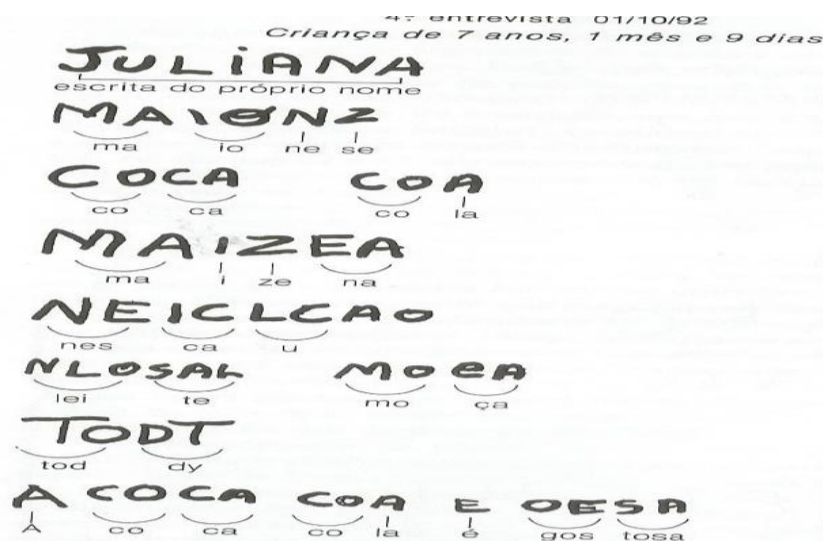 4ª entrevista 01/10/92
Criança de 7 anos, 1 mês e 9 dias
JULIANA
escrita do próprio nome
MAIONZ
ma io ne se
COCA COA
co ca co la
MAIZEA
ma i ze na
NEICLCAO
nes ca u
NLOSAL MOEA
lei te mo ça
TODT
tod dy
A COCA COA E OESA
A co ca co la é gos tosa